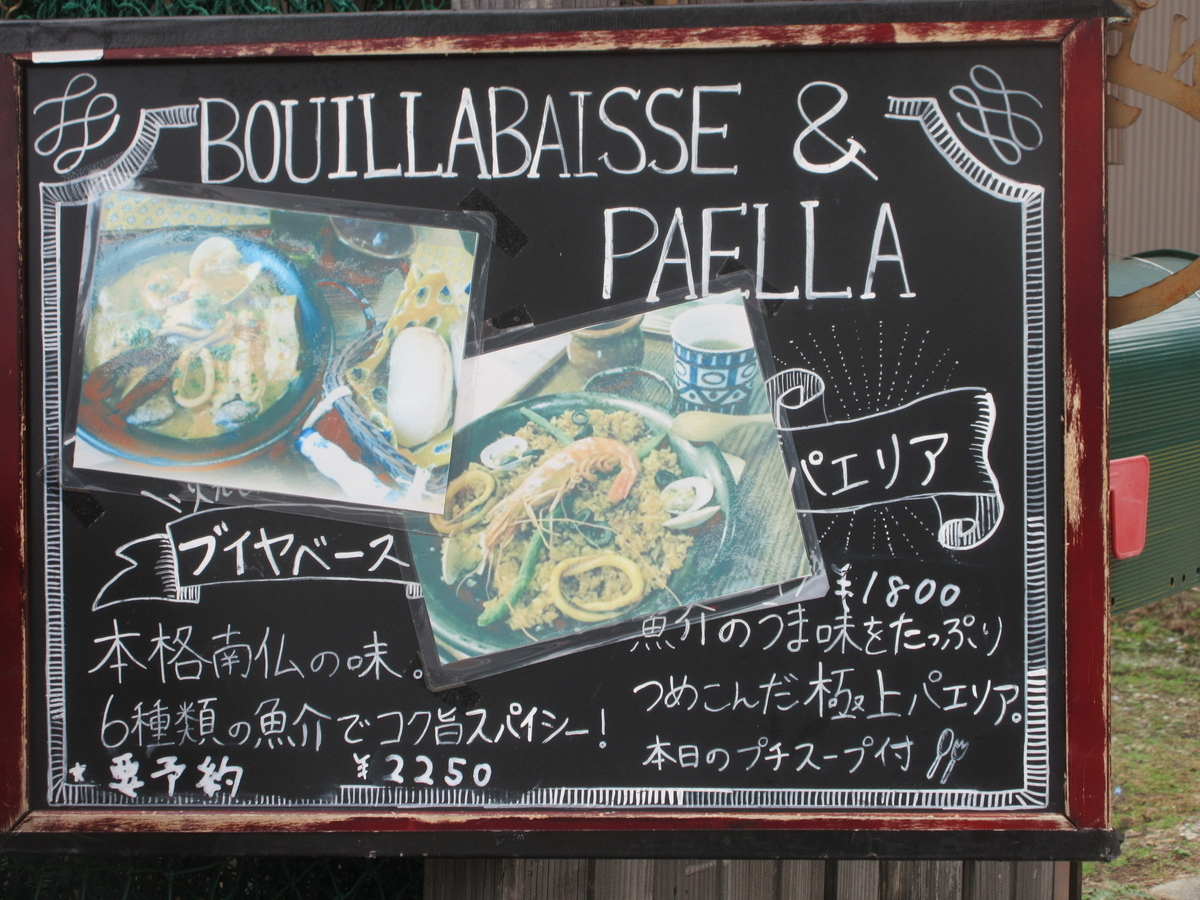 BOUILLABAISSE &
PAELLA
パエリア
ブイヤベース
¥1800
魚介のうま味をたっぷり
つめこんだ極上パエリア。
本日のプチスープ付
本格南仏の味。
6種類の魚介でコク旨スパイシー!
★要予約 ¥2250